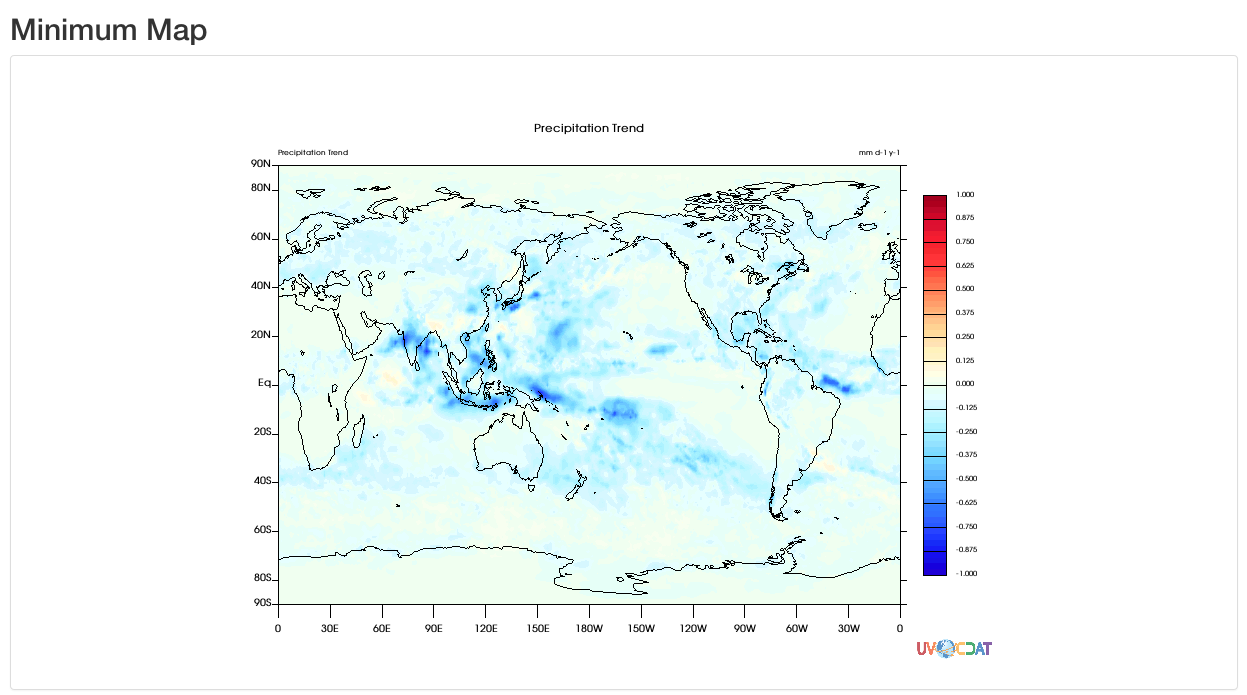 Minimum Map
Precipitation Trend
Precipitation Trend
mm d-1 y-1
90N
80N
60N
40N
20N
Eq
20S
40S
60S
80S
90S
0
30E
60E
90E
120E
150E
180W
150W
120W
90W
60W
30W
0
1.000
0.875
0.750
0.625
0.500
0.375
0.250
0.125
0.000
-0.125
-0.250
-0.375
-0.500
-0.625
-0.750
-0.875
-1.000
UV CDAT